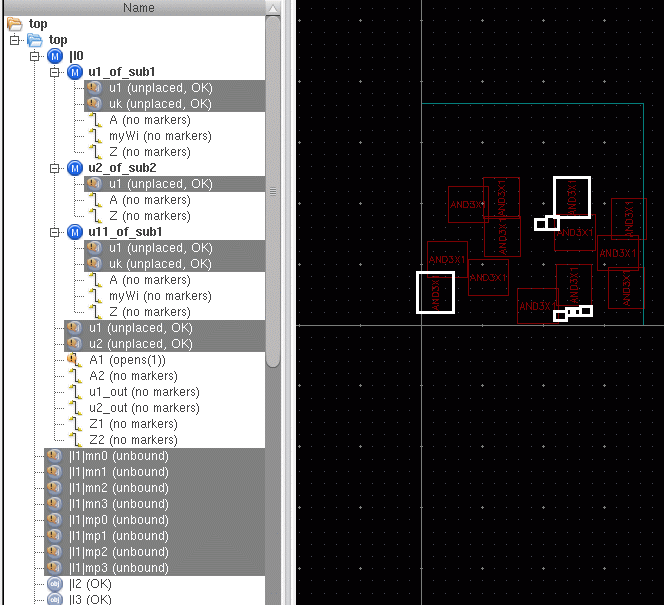 Name
top
top
|I0
u1_of_sub1
u1 (unplaced, OK)
uk (unplaced, OK)
A (no markers)
myWi (no markers)
Z (no markers)
u2_of_sub2
u1 (unplaced, OK)
A (no markers)
Z (no markers)
u11_of_sub1
u1 (unplaced, OK)
uk (unplaced, OK)
A (no markers)
myWi (no markers)
Z (no markers)
u1 (unplaced, OK)
u2 (unplaced, OK)
A1 (opens(1))
A2 (no markers)
u1_out (no markers)
u2_out (no markers)
Z1 (no markers)
Z2 (no markers)
|I1|mn0 (unbound)
|I1|mn1 (unbound)
|I1|mn2 (unbound)
|I1|mn3 (unbound)
|I1|mp0 (unbound)
|I1|mp1 (unbound)
|I1|mp2 (unbound)
|I1|mp3 (unbound)
|I2 (OK)
|I3 (OK)
AND3X1
AND3X1
AND3X1
AND3X1
AND3X1
AND3X1
AND3X1
AND3X1
AND3X1
AND3X1
AND3X1
AND3X1
AND3X1